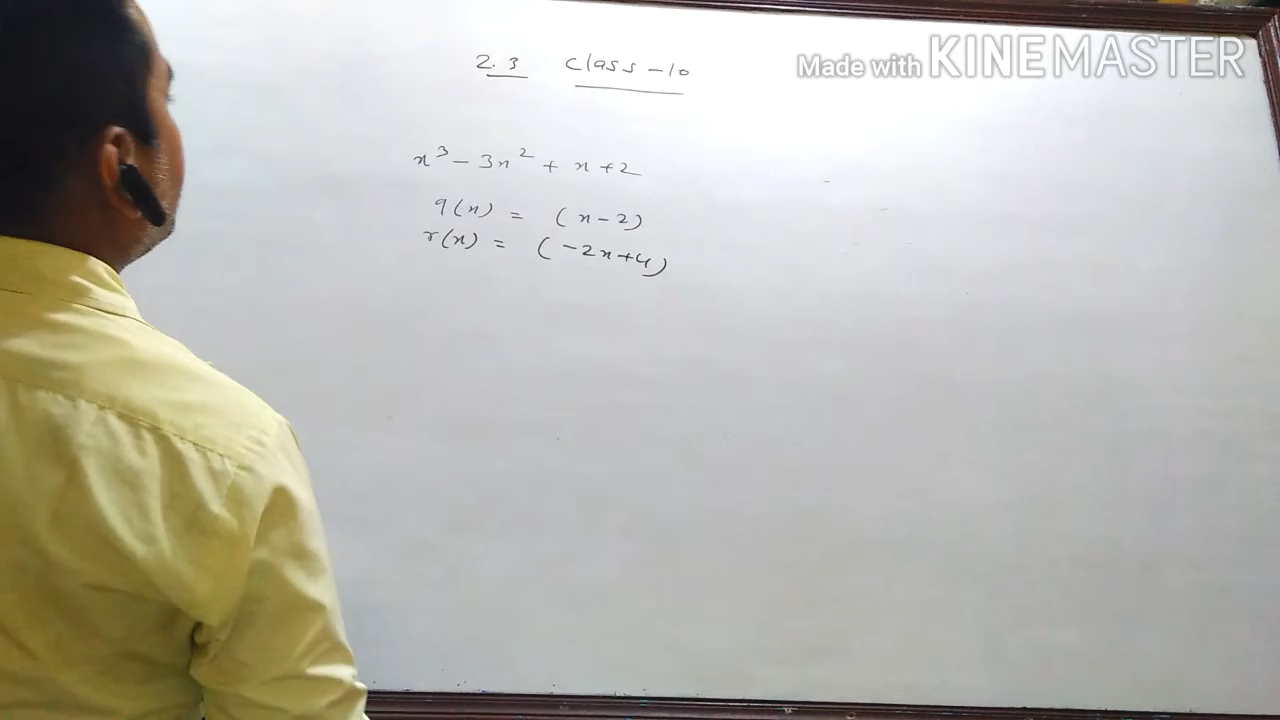 2.3 Class-10
Made with KINEMASTER
x³ - 3x² + x + 2
q(x) = (x-2)
r(x) = (-2x+4)